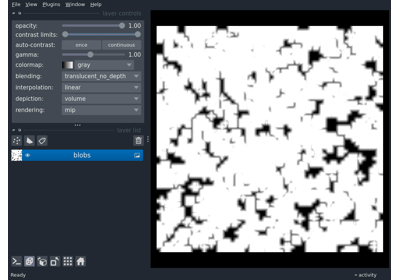 File View Plugins Window Help
layer controls
opacity: 1.00
contrast limits:
auto-contrast: once continuous
gamma: 1.00
colormap: gray
blending: translucent_no_depth
interpolation: linear
depiction: volume
rendering: mip
layer list
blobs
Ready activity